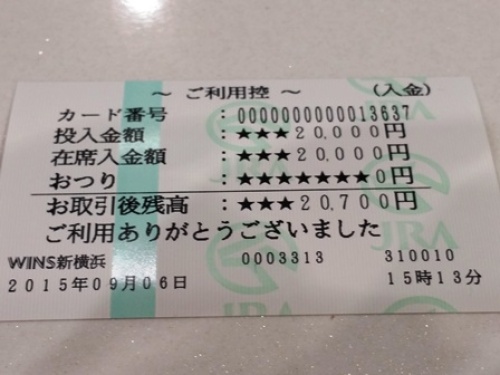 ～ ご利用控 ～ (入金)
カード番号 : 0000000000013637
投入金額 : ★★★20,000円
在席入金額 : ★★★20,000円
おつり : ★★★★★★★0円
お取引後残高 : ★★★20,700円
ご利用ありがとうございました
WINS新横浜 0003313 310010
2015年09月06日 15時13分
JRA
JRA